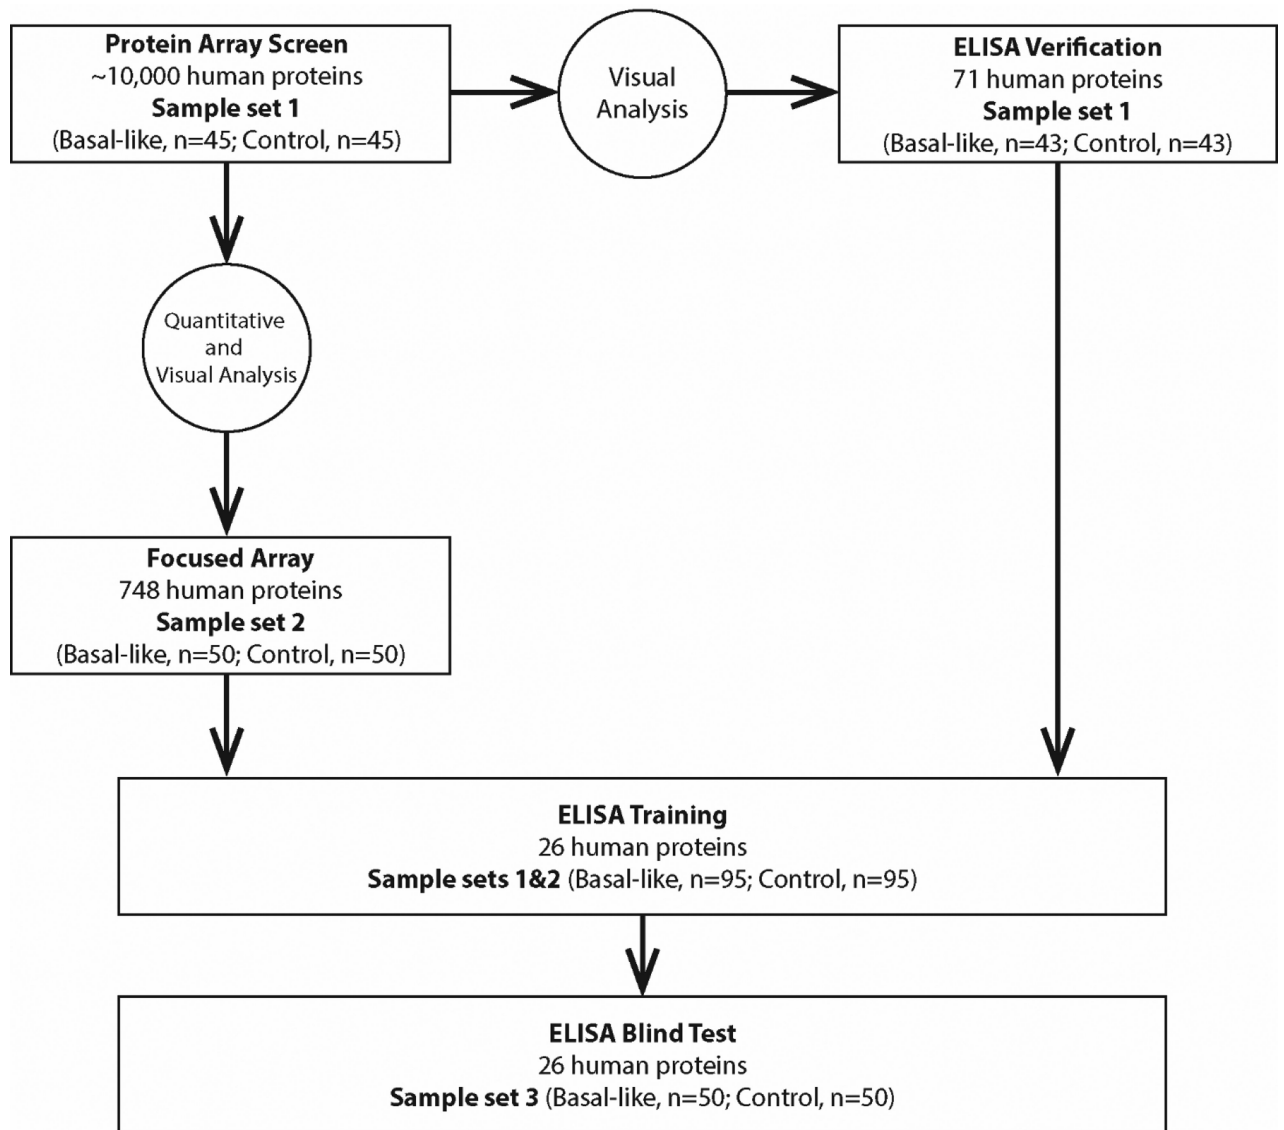 Protein Array Screen
~10,000 human proteins
Sample set 1
(Basal-like, n=45; Control, n=45)
Visual
Analysis
ELISA Verification
71 human proteins
Sample set 1
(Basal-like, n=43; Control, n=43)
Quantitative
and
Visual Analysis
Focused Array
748 human proteins
Sample set 2
(Basal-like, n=50; Control, n=50)
ELISA Training
26 human proteins
Sample sets 1&2 (Basal-like, n=95; Control, n=95)
ELISA Blind Test
26 human proteins
Sample set 3 (Basal-like, n=50; Control, n=50)